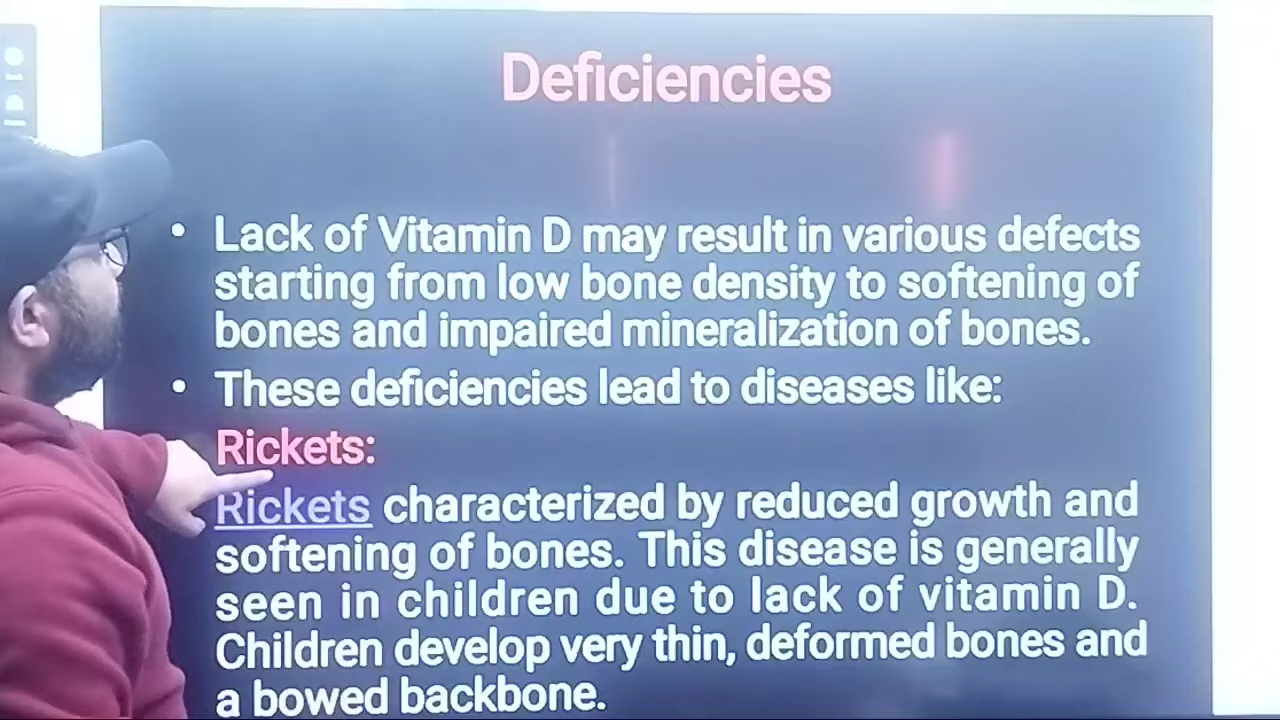 Deficiencies
• Lack of Vitamin D may result in various defects
starting from low bone density to softening of
bones and impaired mineralization of bones.
• These deficiencies lead to diseases like:
Rickets:
Rickets characterized by reduced growth and
softening of bones. This disease is generally
seen in children due to lack of vitamin D.
Children develop very thin, deformed bones and
a bowed backbone.